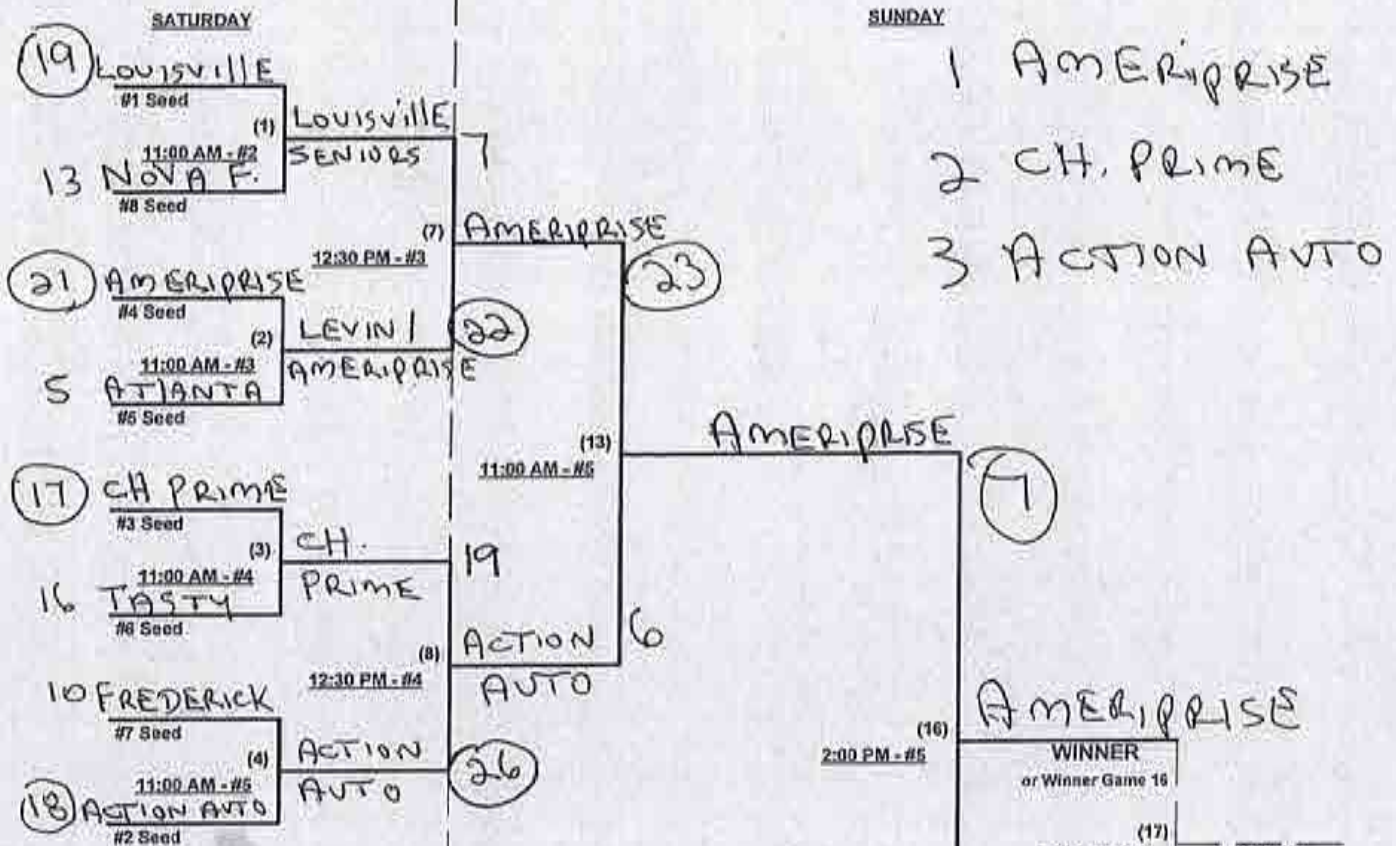 SATURDAY
SUNDAY
19 LOUISVILLE
#1 Seed
(1)
11:00 AM - #2
13 NOVA F.
#8 Seed
LOUISVILLE
SENIORS
7
(7)
12:30 PM - #3
21 AMERIPRISE
#4 Seed
(2)
11:00 AM - #3
5 ATLANTA
#5 Seed
LEVIN /
AMERIPRISE
22
AMERIPRISE
23
17 CH PRIME
#3 Seed
(3)
11:00 AM - #4
16 TASTY
#6 Seed
CH.
PRIME
19
(8)
12:30 PM - #4
10 FREDERICK
#7 Seed
(4)
11:00 AM - #5
18 ACTION AUTO
#2 Seed
ACTION
AUTO
26
ACTION
AUTO
6
(13)
11:00 AM - #5
AMERIPRISE
7
(16)
2:00 PM - #5
AMERIPRISE
WINNER
or Winner Game 16
(17)
1 AMERIPRISE
2 CH. PRIME
3 ACTION AUTO